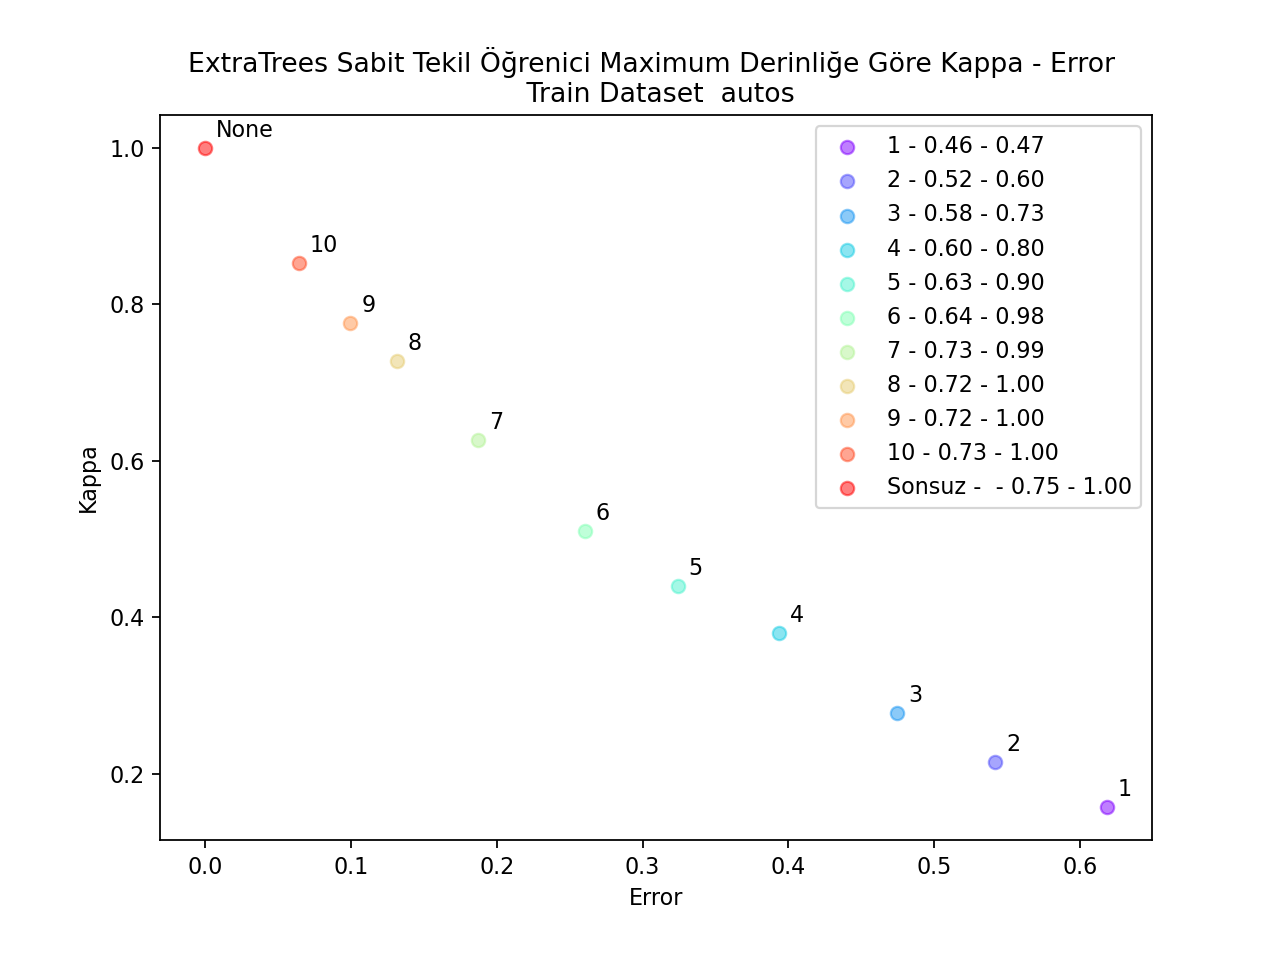 ExtraTrees Sabit Tekil Öğrenici Maximum Derinliğe Göre Kappa - Error
Train Dataset  autos
None
10
9
8
7
6
5
4
3
2
1
1 - 0.46 - 0.47
2 - 0.52 - 0.60
3 - 0.58 - 0.73
4 - 0.60 - 0.80
5 - 0.63 - 0.90
6 - 0.64 - 0.98
7 - 0.73 - 0.99
8 - 0.72 - 1.00
9 - 0.72 - 1.00
10 - 0.73 - 1.00
Sonsuz -  - 0.75 - 1.00
Kappa
1.0
0.8
0.6
0.4
0.2
0.0 0.1 0.2 0.3 0.4 0.5 0.6
Error